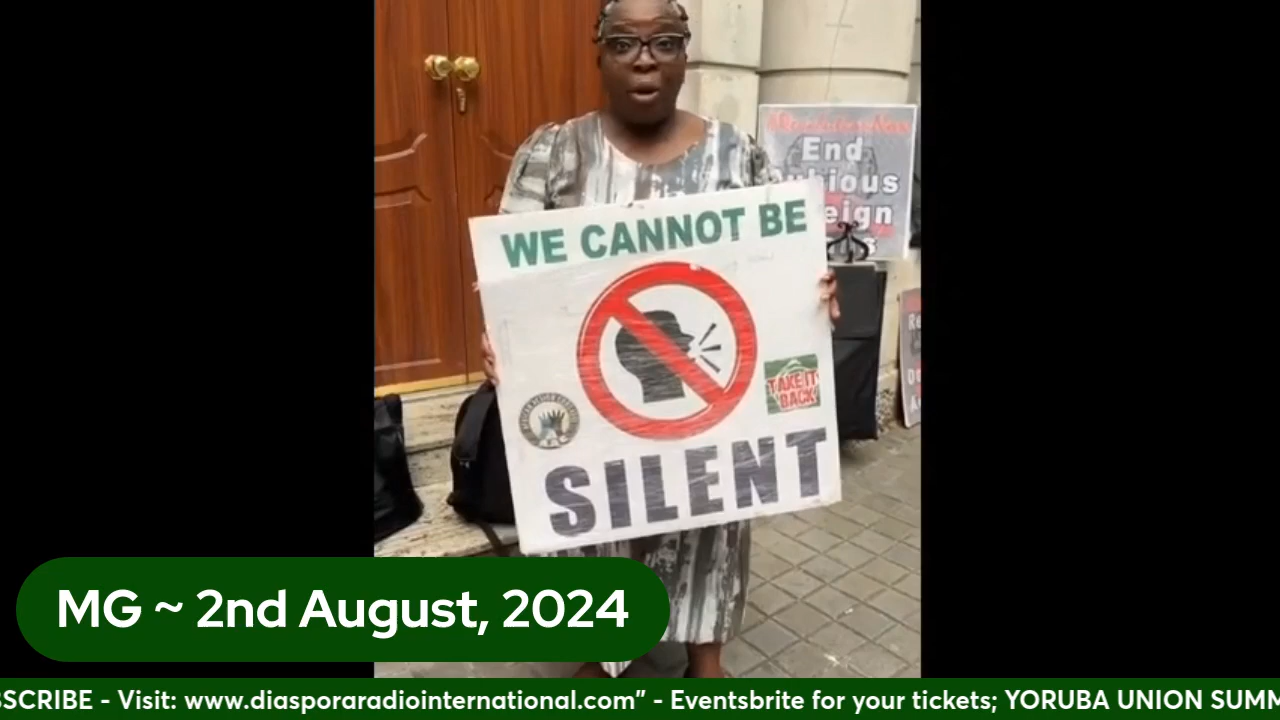 #RevolutionNow
End
WE CANNOT BE
TAKE IT
BACK
SILENT
MG ~ 2nd August, 2024
SCRIBE - Visit: www.diasporaradiointernational.com” - Eventsbrite for your tickets; YORUBA UNION SUMM